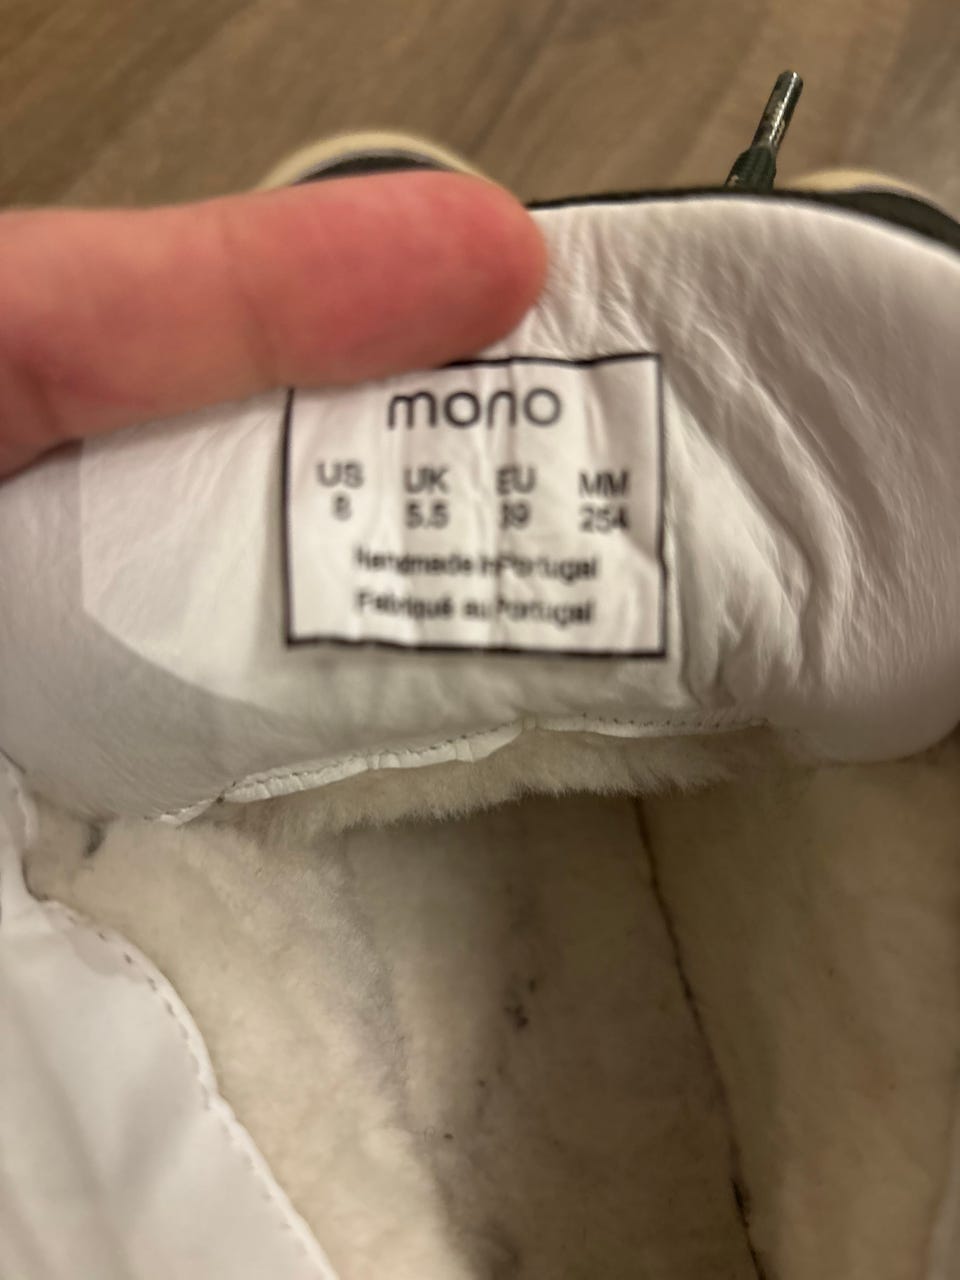 mono
US UK EU MM
8 5.5 39 254
Handmade in Portugal
Fabriqué au Portugal